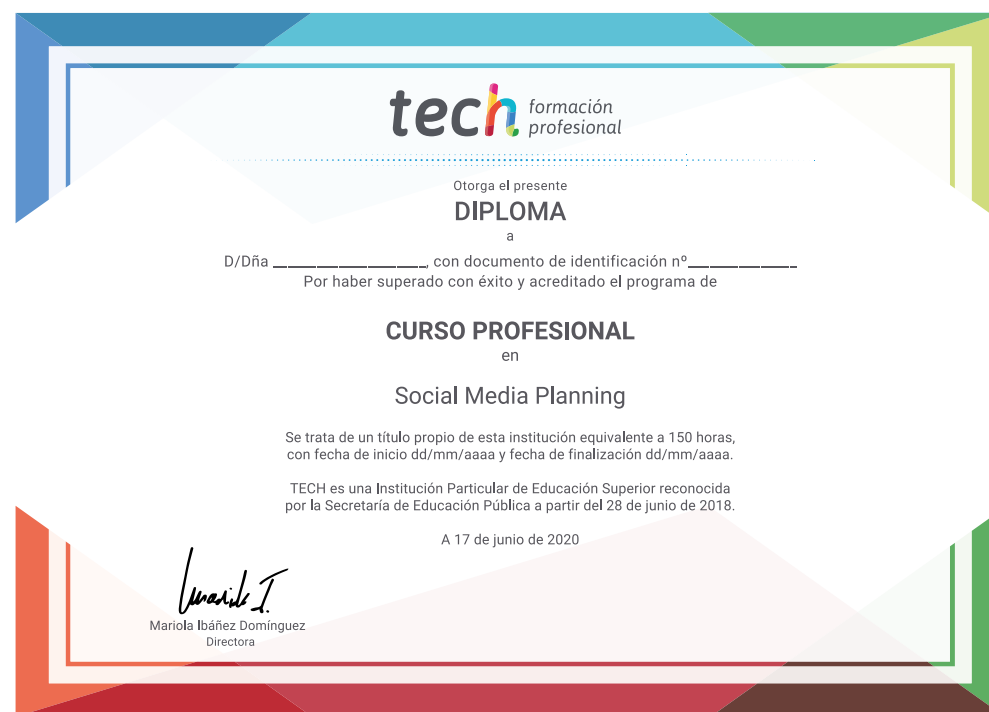 tech formación
profesional
Otorga el presente
DIPLOMA
a
D/Dña ______________________, con documento de identificación nº_______________
Por haber superado con éxito y acreditado el programa de
CURSO PROFESIONAL
en
Social Media Planning
Se trata de un título propio de esta institución equivalente a 150 horas,
con fecha de inicio dd/mm/aaaa y fecha de finalización dd/mm/aaaa.
TECH es una Institución Particular de Educación Superior reconocida
por la Secretaría de Educación Pública a partir del 28 de junio de 2018.
A 17 de junio de 2020
Mariola Ibáñez Domínguez
Directora